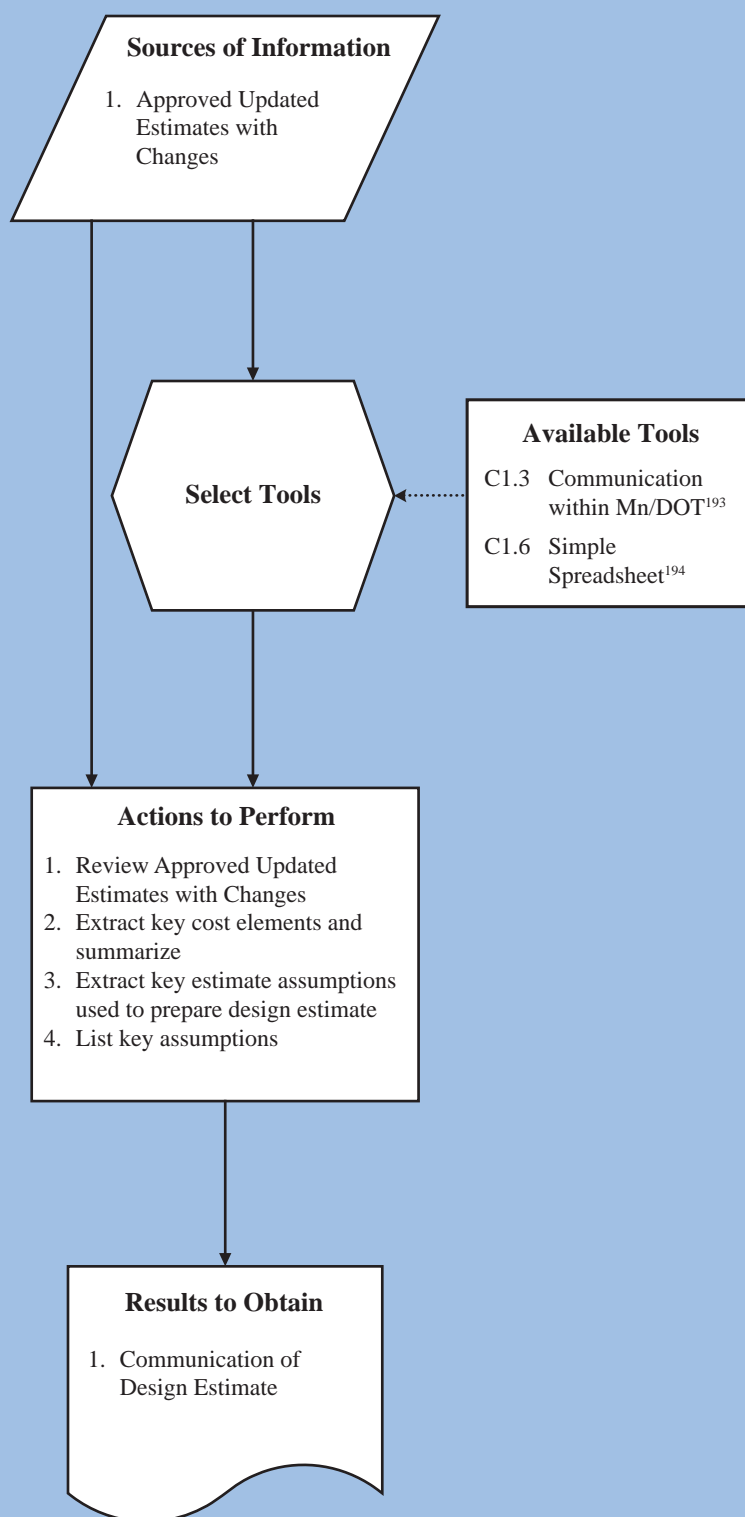 Sources of Information
1. Approved Updated
Estimates with
Changes
Select Tools
Available Tools
C1.3 Communication
within Mn/DOT¹⁹³
C1.6 Simple
Spreadsheet¹⁹⁴
Actions to Perform
1. Review Approved Updated
Estimates with Changes
2. Extract key cost elements and
summarize
3. Extract key estimate assumptions
used to prepare design estimate
4. List key assumptions
Results to Obtain
1. Communication of
Design Estimate